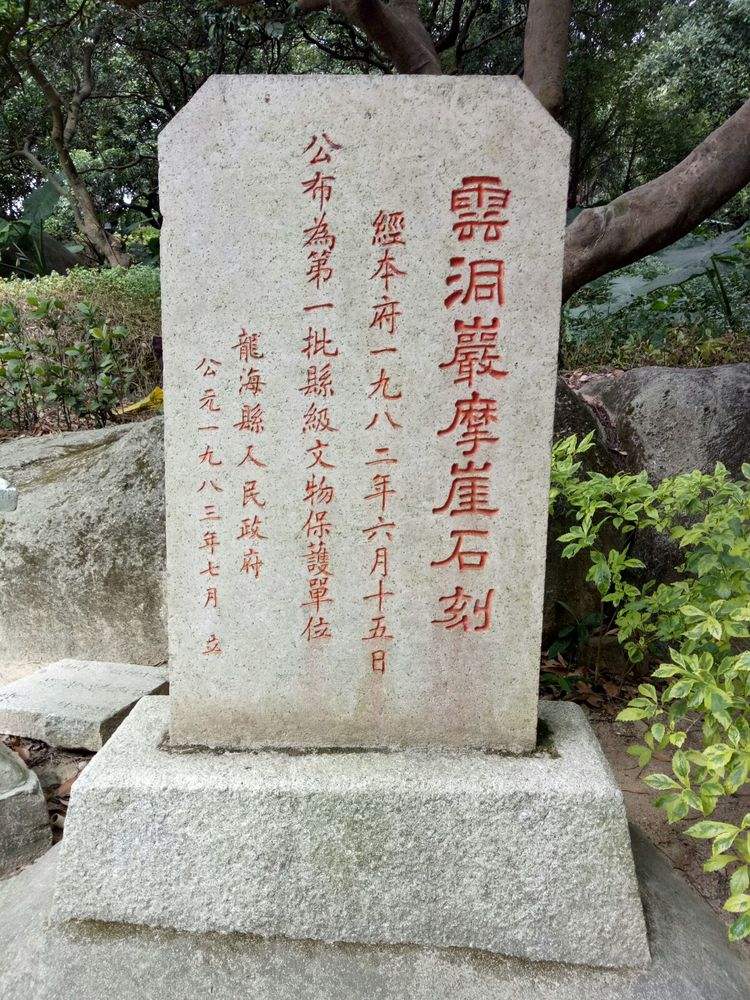 雲洞巖摩崖石刻
經本府一九八二年六月十五日
公布為第一批縣級文物保護單位
龍海縣人民政府
公元一九八三年七月 立